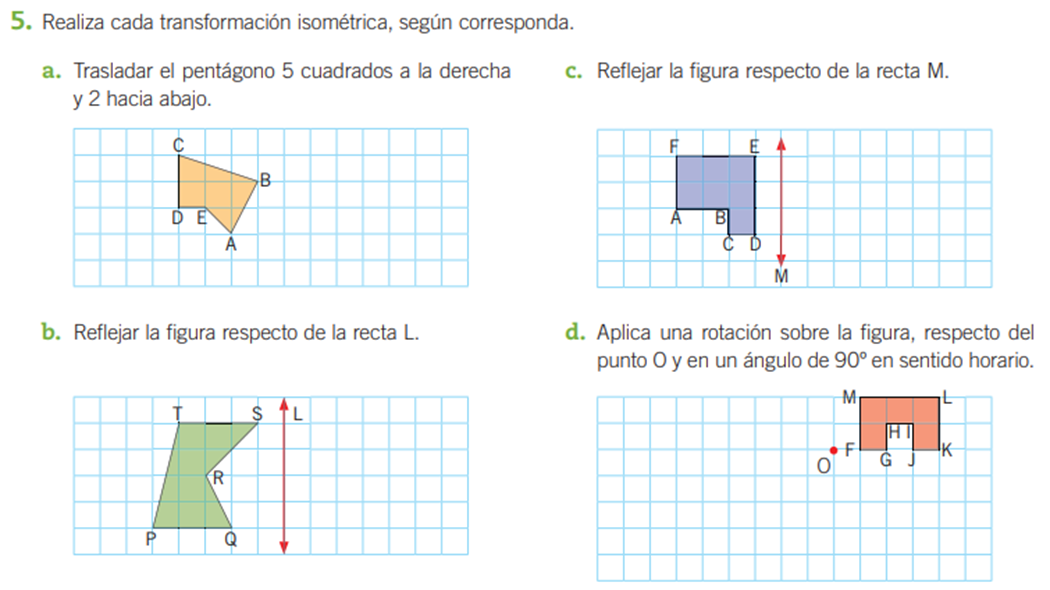 5. Realiza cada transformación isométrica, según corresponda.
a. Trasladar el pentágono 5 cuadrados a la derecha
y 2 hacia abajo.
C
B
D E
A
b. Reflejar la figura respecto de la recta L.
T S L
R
P Q
c. Reflejar la figura respecto de la recta M.
F E
A B
C D
M
d. Aplica una rotación sobre la figura, respecto del
punto O y en un ángulo de 90º en sentido horario.
M L
H I
F K
O G J